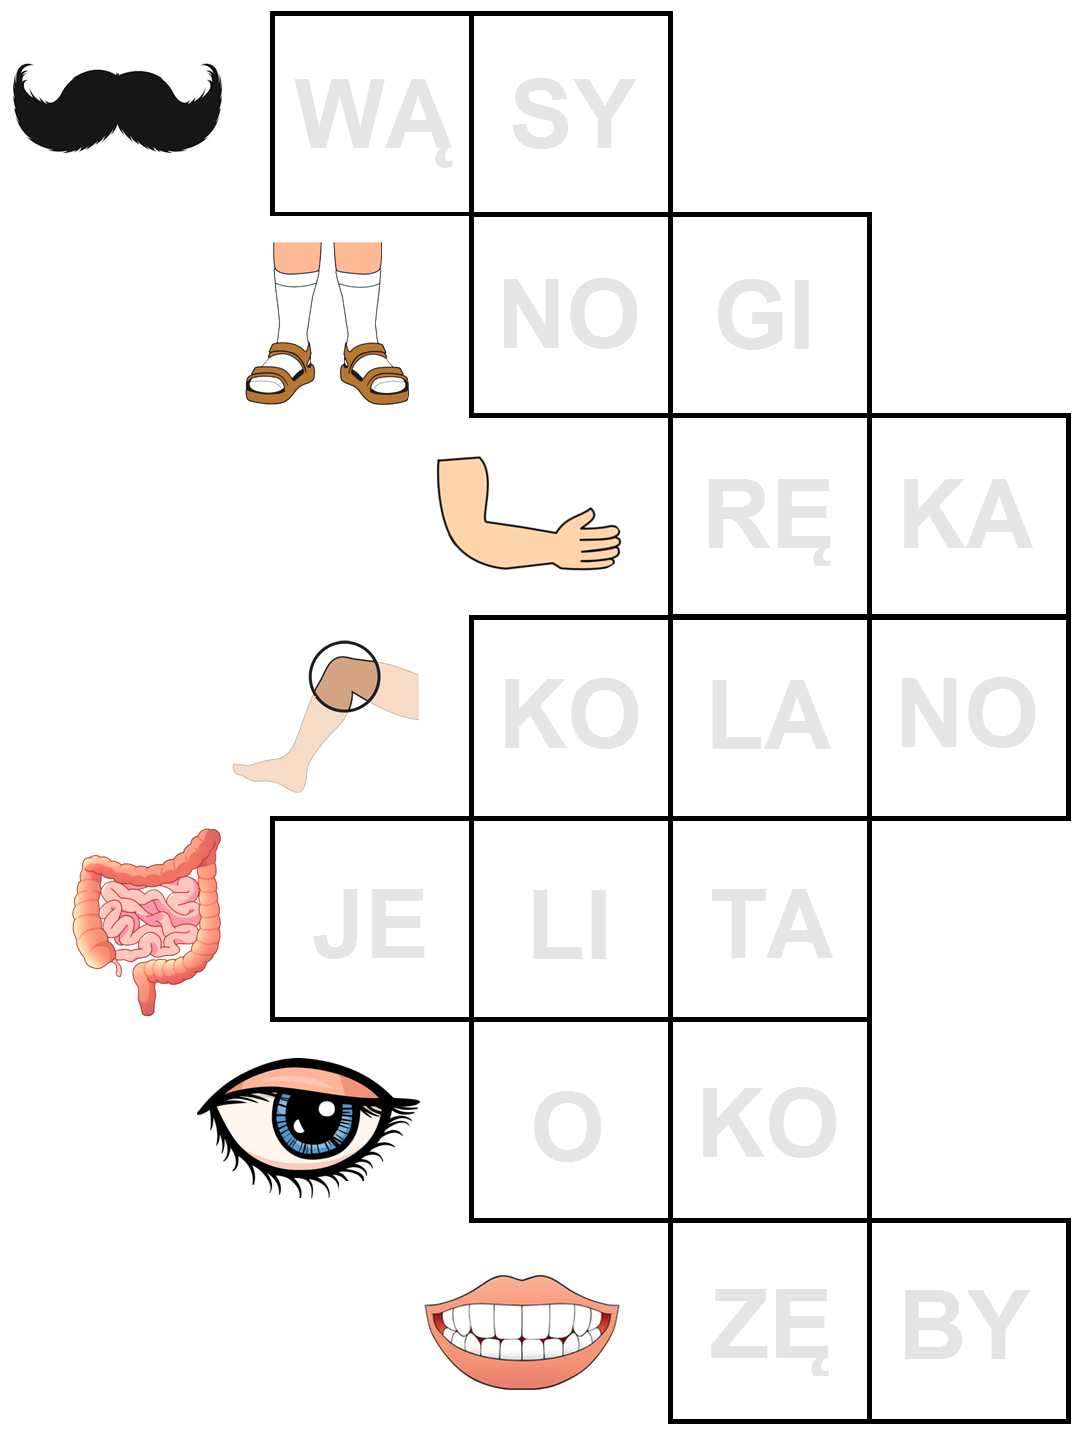 WĄ SY
NO GI
RĘ KA
KO LA NO
JE LI TA
O KO
ZĘ BY